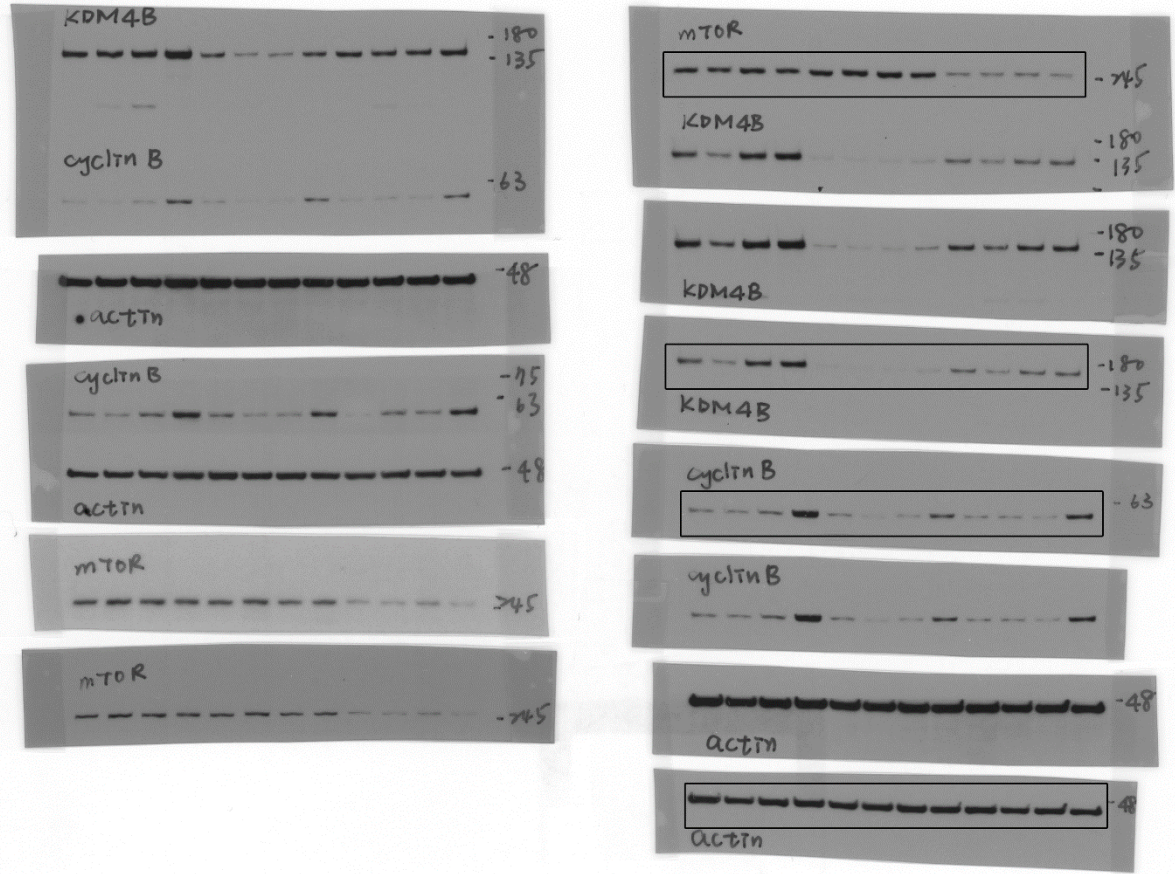 KDM4B
-180
-135
cyclin B
-63
-48
actin
cyclin B
-75
-63
-48
actin
mTOR
>245
mTOR
-245
mTOR
-245
KDM4B
-180
-135
-180
-135
KDM4B
-180
-135
KDM4B
cyclin B
-63
cyclin B
-48
actin
-48
actin